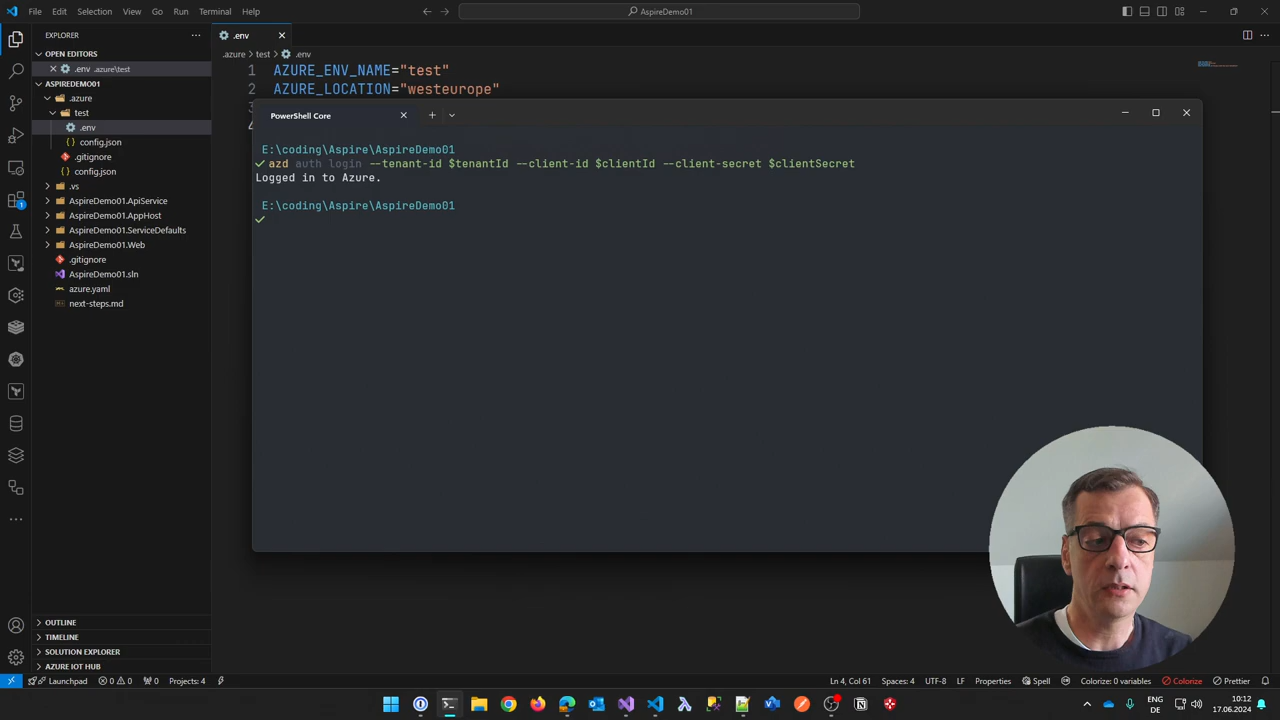 File Edit Selection View Go Run Terminal Help
AspireDemo01
EXPLORER
OPEN EDITORS
.env .azure\test
ASPIREDEMO01
.azure
test
.env
config.json
.gitignore
config.json
.vs
AspireDemo01.ApiService
AspireDemo01.AppHost
AspireDemo01.ServiceDefaults
AspireDemo01.Web
.gitignore
AspireDemo01.sln
azure.yaml
next-steps.md
OUTLINE
TIMELINE
SOLUTION EXPLORER
AZURE IOT HUB
.env
.azure > test > .env
1 AZURE_ENV_NAME="test"
2 AZURE_LOCATION="westeurope"
PowerShell Core
E:\coding\Aspire\AspireDemo01
azd auth login --tenant-id $tenantId --client-id $clientId --client-secret $clientSecret
Logged in to Azure.
E:\coding\Aspire\AspireDemo01
Launchpad 0 0 0 Projects: 4 Ln 4, Col 61 Spaces: 4 UTF-8 LF Properties Spell Colorize: 0 variables Colorize Prettier
ENG
DE
10:12
17.06.2024